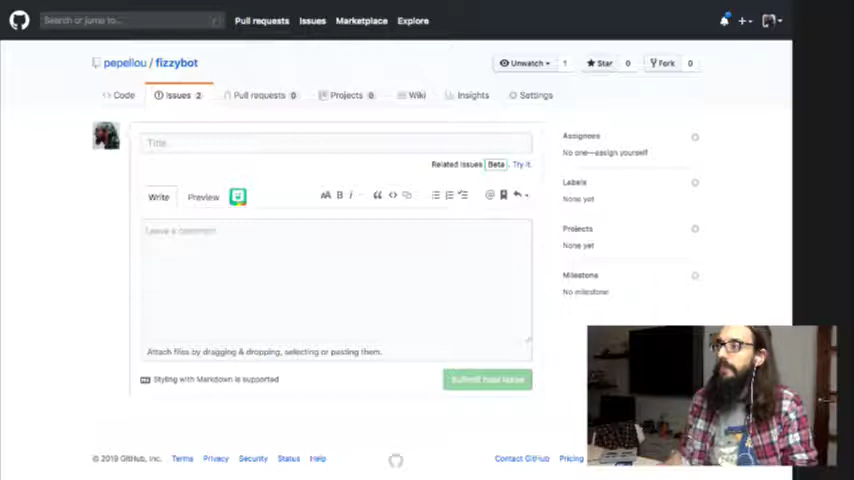 Search or jump to...
/
Pull requests Issues Marketplace Explore
pepellou / fizzybot
Unwatch 1
Star 0
Fork 0
Code
Issues 2
Pull requests 0
Projects 0
Wiki
Insights
Settings
Title
Related Issues Beta . Try it.
Write
Preview
Leave a comment
Attach files by dragging & dropping, selecting or pasting them.
Styling with Markdown is supported
Submit new issue
Assignees
No one—assign yourself
Labels
None yet
Projects
None yet
Milestone
No milestone
© 2019 GitHub, Inc. Terms Privacy Security Status Help
Contact GitHub Pricing